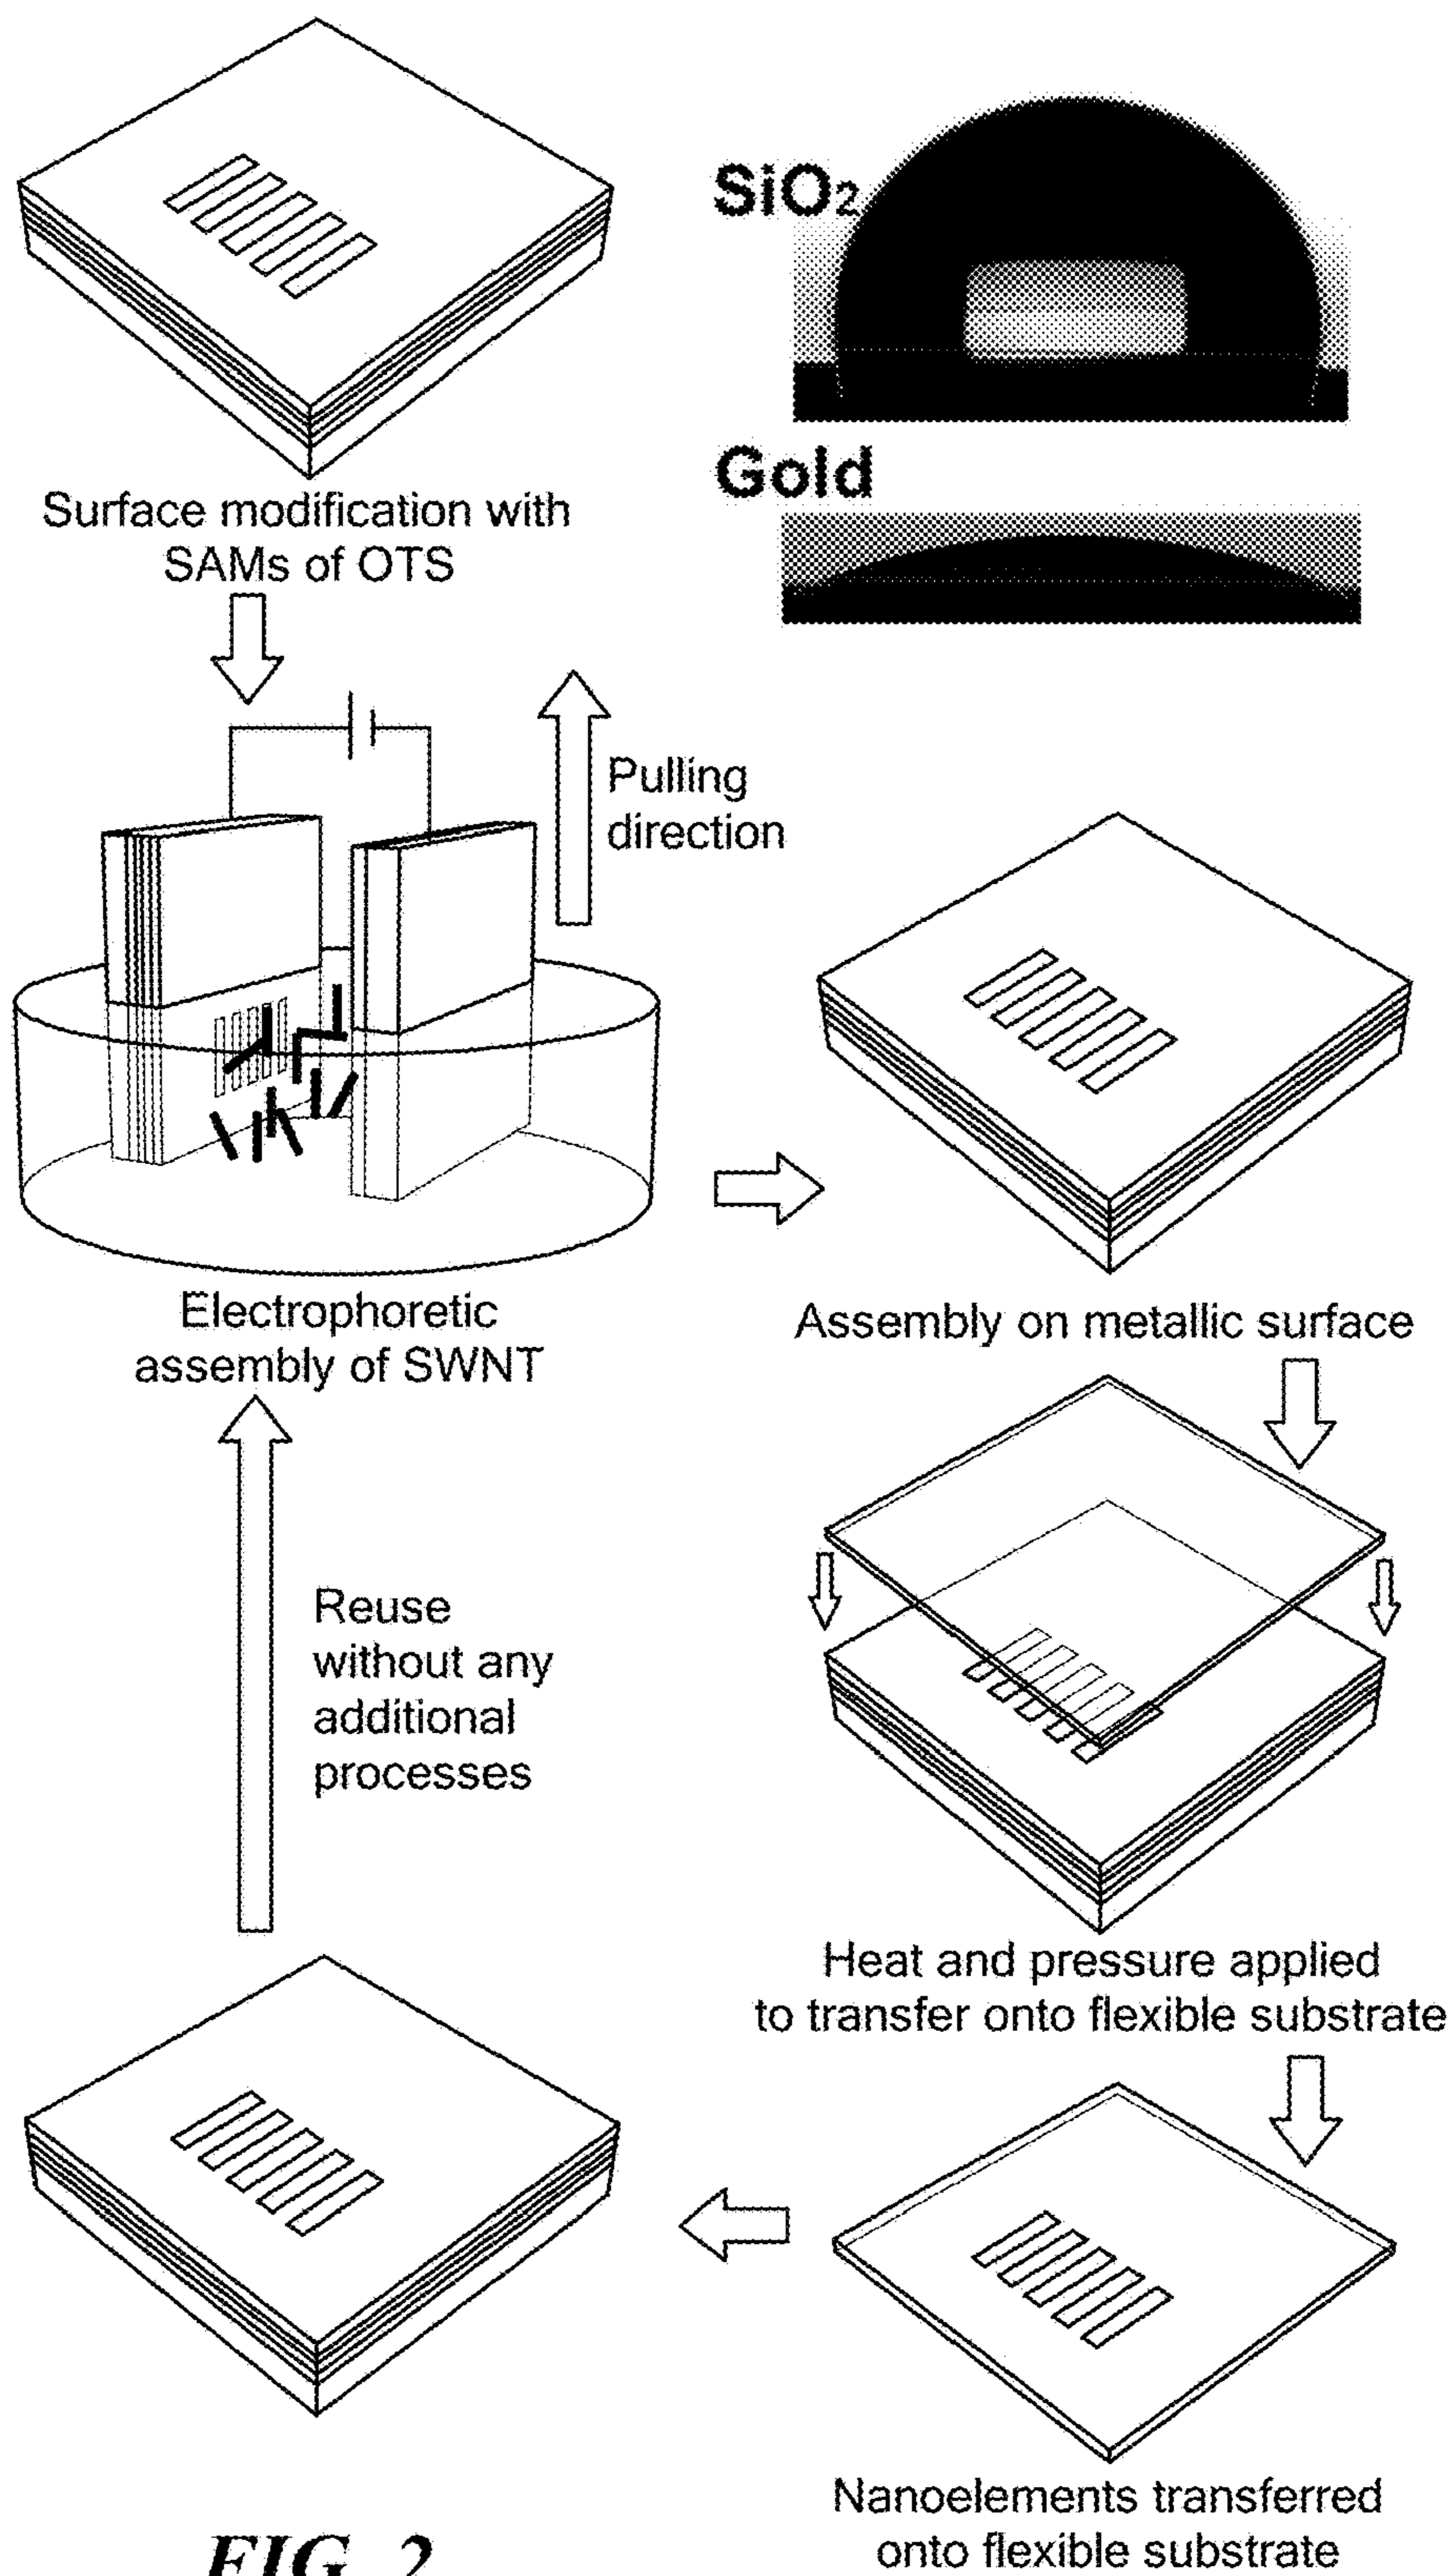 SiO2
Gold
Surface modification with
SAMs of OTS
Pulling
direction
Electrophoretic
assembly of SWNT
Assembly on metallic surface
Reuse
without any
additional
processes
Heat and pressure applied
to transfer onto flexible substrate
Nanoelements transferred
onto flexible substrate
FIG. 2